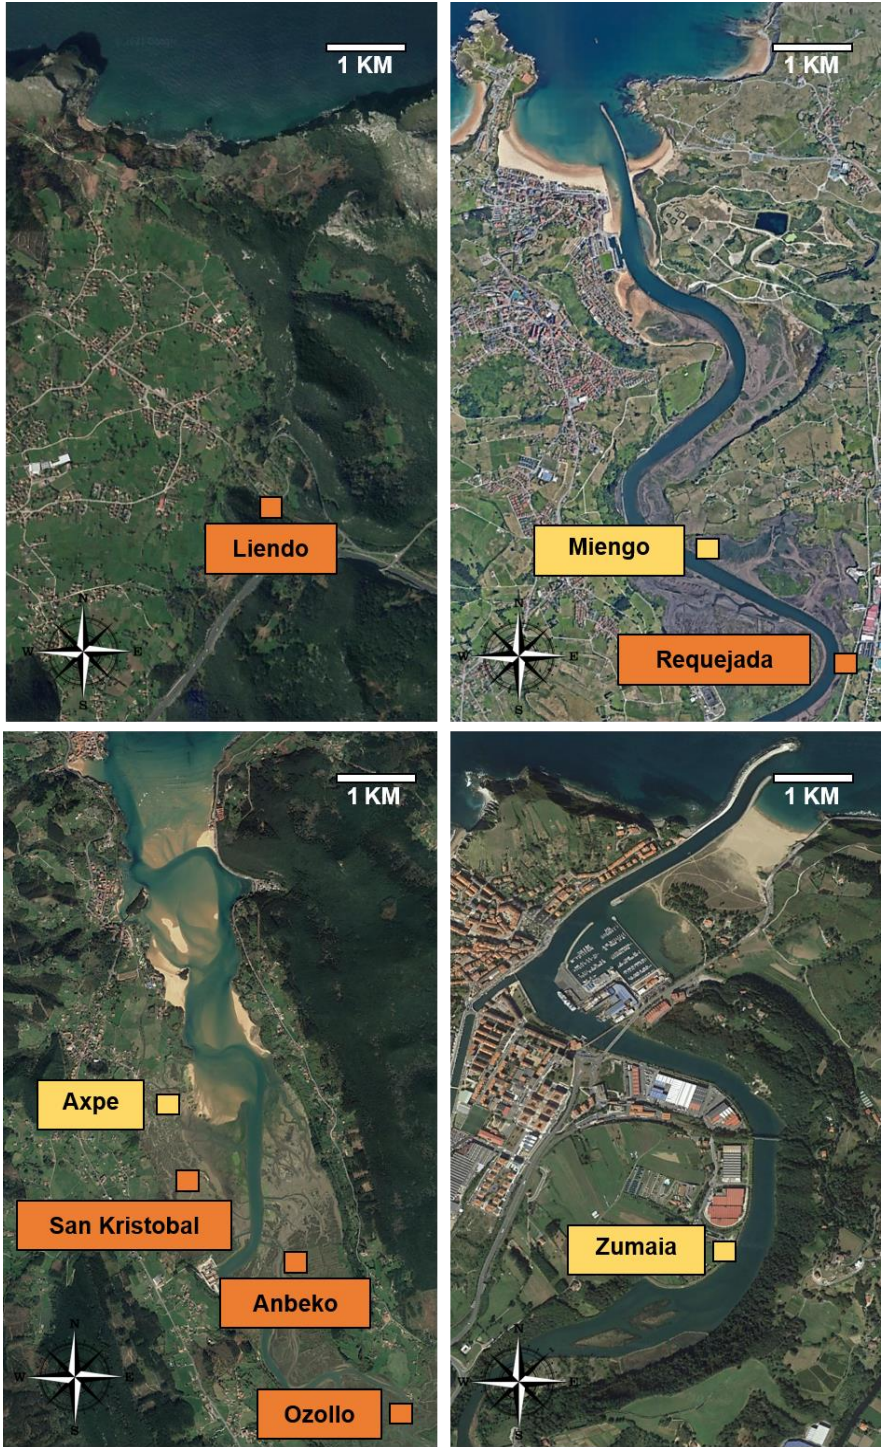 1 KM
Liendo
N
W
E
S
1 KM
Miengo
Requejada
N
W
E
S
1 KM
Axpe
San Kristobal
Anbeko
Ozollo
N
W
E
S
1 KM
Zumaia
N
W
E
S